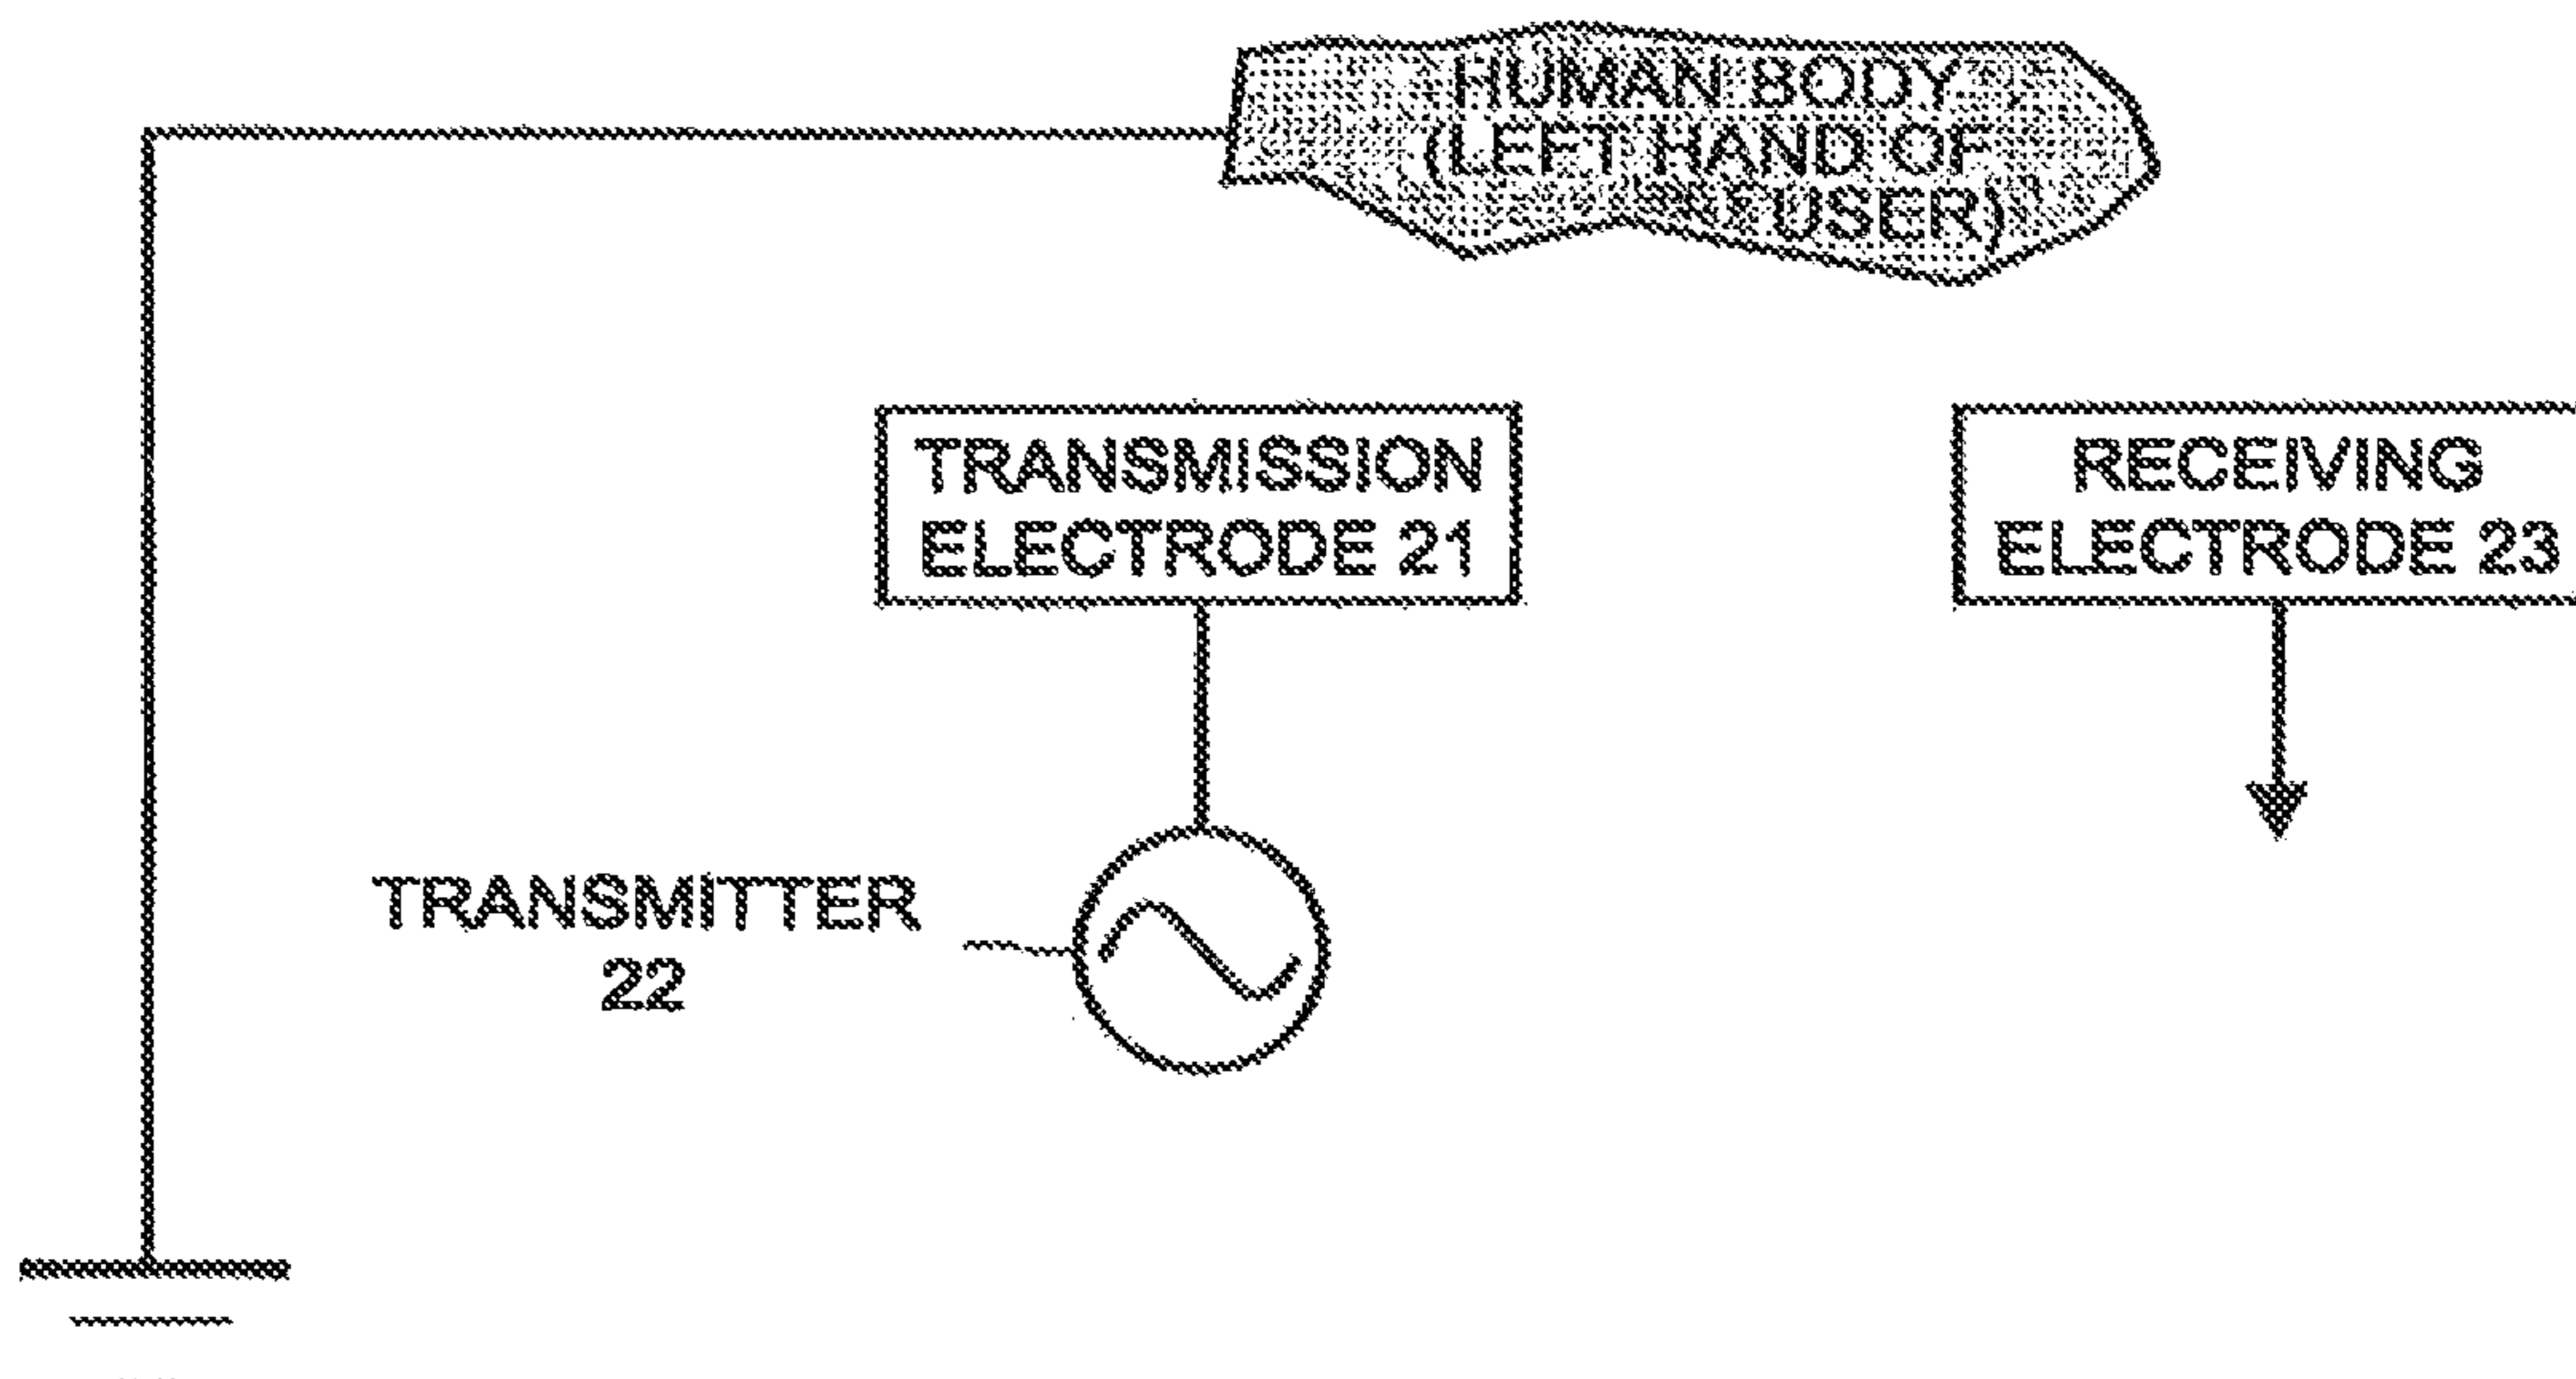 HUMAN BODY
(LEFT HAND OF
USER)
TRANSMISSION
ELECTRODE 21
RECEIVING
ELECTRODE 23
TRANSMITTER
22